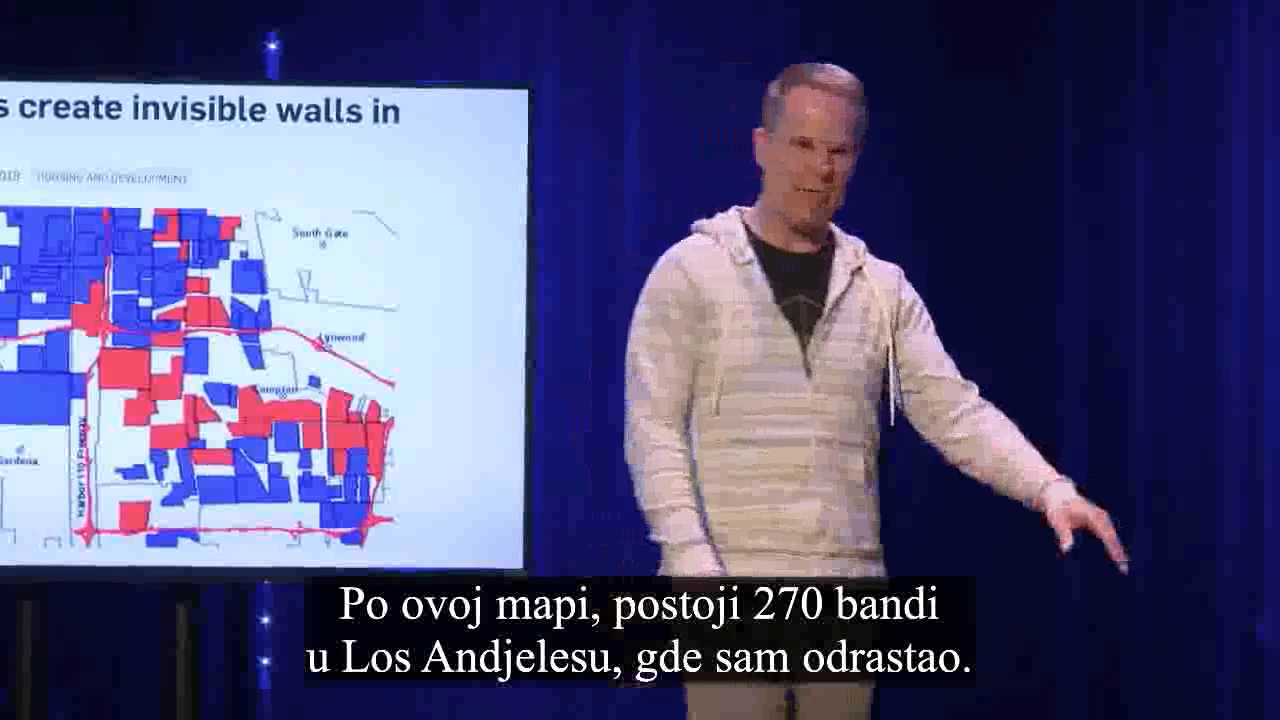 s create invisible walls in
018 HOUSING AND DEVELOPMENT
South Gate
Lynwood
Compton
Gardena
Harbor 110 Freeway
Po ovoj mapi, postoji 270 bandi
u Los Andjelesu, gde sam odrastao.